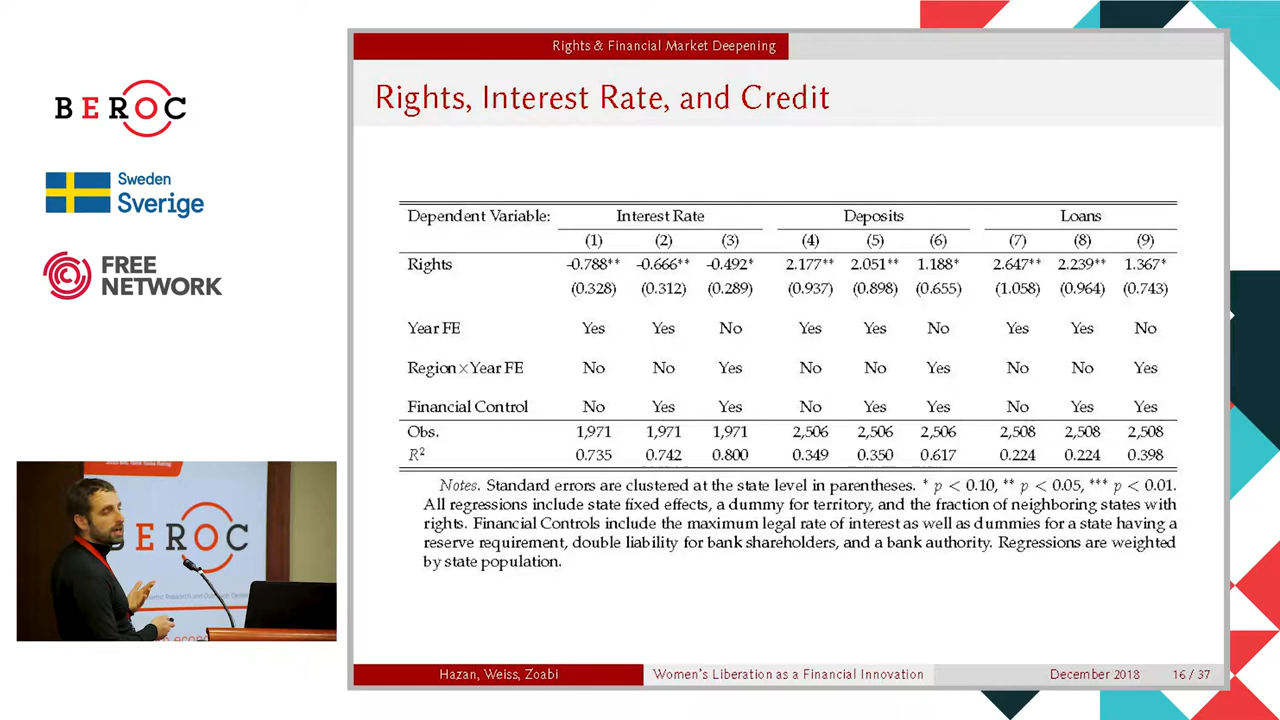 BEROC
Sweden
Sverige
FREE
NETWORK
Rights & Financial Market Deepening
Rights, Interest Rate, and Credit
Dependent Variable: Interest Rate Deposits Loans
(1) (2) (3) (4) (5) (6) (7) (8) (9)
Rights -0.788** -0.666** -0.492* 2.177** 2.051** 1.188* 2.647** 2.239** 1.367*
(0.328) (0.312) (0.289) (0.937) (0.898) (0.655) (1.058) (0.964) (0.743)
Year FE Yes Yes No Yes Yes No Yes Yes No
Region×Year FE No No Yes No No Yes No No Yes
Financial Control No Yes Yes No Yes Yes No Yes Yes
Obs. 1,971 1,971 1,971 2,506 2,506 2,506 2,508 2,508 2,508
R² 0.735 0.742 0.800 0.349 0.350 0.617 0.224 0.224 0.398
Notes. Standard errors are clustered at the state level in parentheses. * p < 0.10, ** p < 0.05, *** p < 0.01.
All regressions include state fixed effects, a dummy for territory, and the fraction of neighboring states with
rights. Financial Controls include the maximum legal rate of interest as well as dummies for a state having a
reserve requirement, double liability for bank shareholders, and a bank authority. Regressions are weighted
by state population.
Hazan, Weiss, Zoabi Women's Liberation as a Financial Innovation December 2018 16 / 37
BEROC